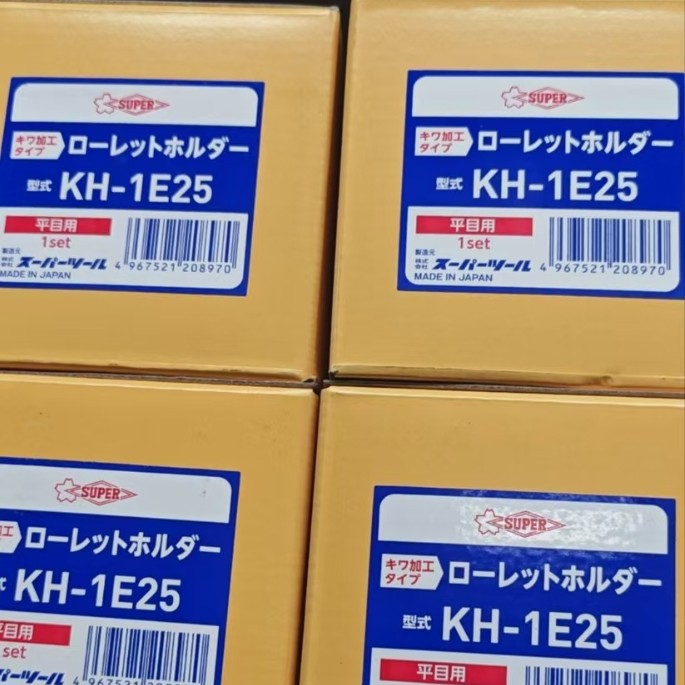 SUPER
キワ加工
タイプ
ローレットホルダー
型式 KH-1E25
平目用
1set
製造元
株式会社 スーパーツール
MADE IN JAPAN
4 967521 208970
SUPER
キワ加工
タイプ
ローレットホルダー
型式 KH-1E25
平目用
1set
製造元
株式会社 スーパーツール
MADE IN JAPAN
4 967521 208970
SUPER
加工
ローレットホルダー
式 KH-1E25
平目用
set
スーパーツール
4 967521 208970
SUPER
キワ加工
タイプ
ローレットホルダー
型式 KH-1E25
平目用